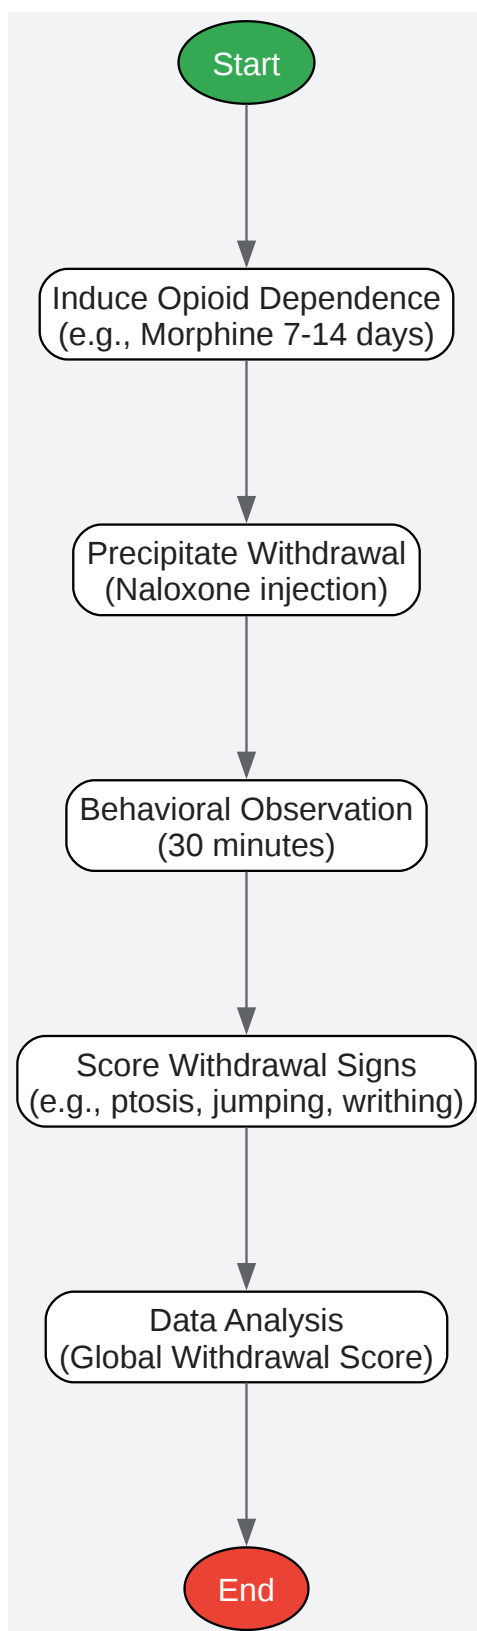 Start
Induce Opioid Dependence
(e.g., Morphine 7-14 days)
Precipitate Withdrawal
(Naloxone injection)
Behavioral Observation
(30 minutes)
Score Withdrawal Signs
(e.g., ptosis, jumping, writhing)
Data Analysis
(Global Withdrawal Score)
End